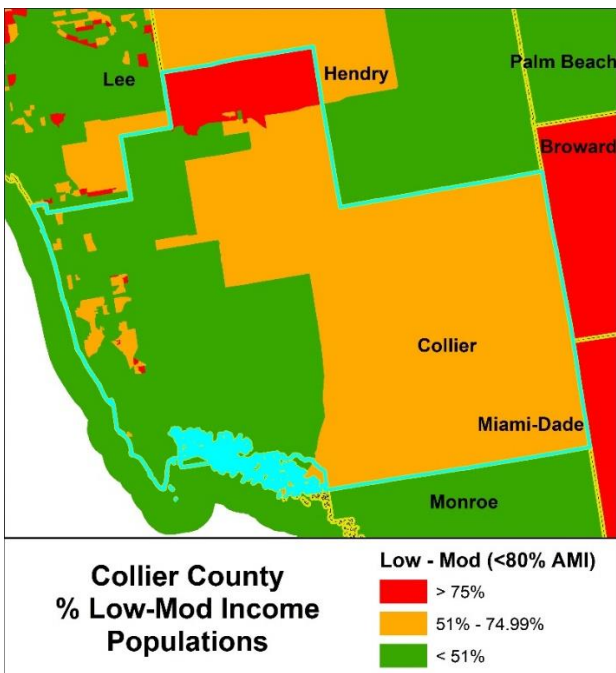 Lee
Hendry
Palm Beach
Broward
Collier
Miami-Dade
Monroe
Collier County
% Low-Mod Income
Populations
Low - Mod (<80% AMI)
> 75%
51% - 74.99%
< 51%